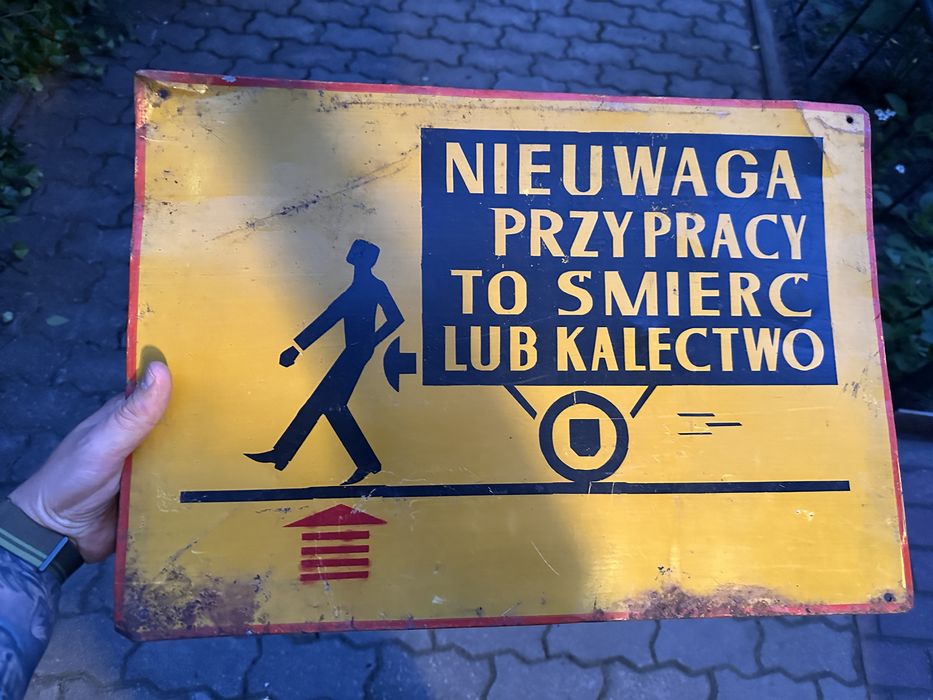 NIEUWAGA
PRZY PRACY
TO SMIERC
LUB KALECTWO